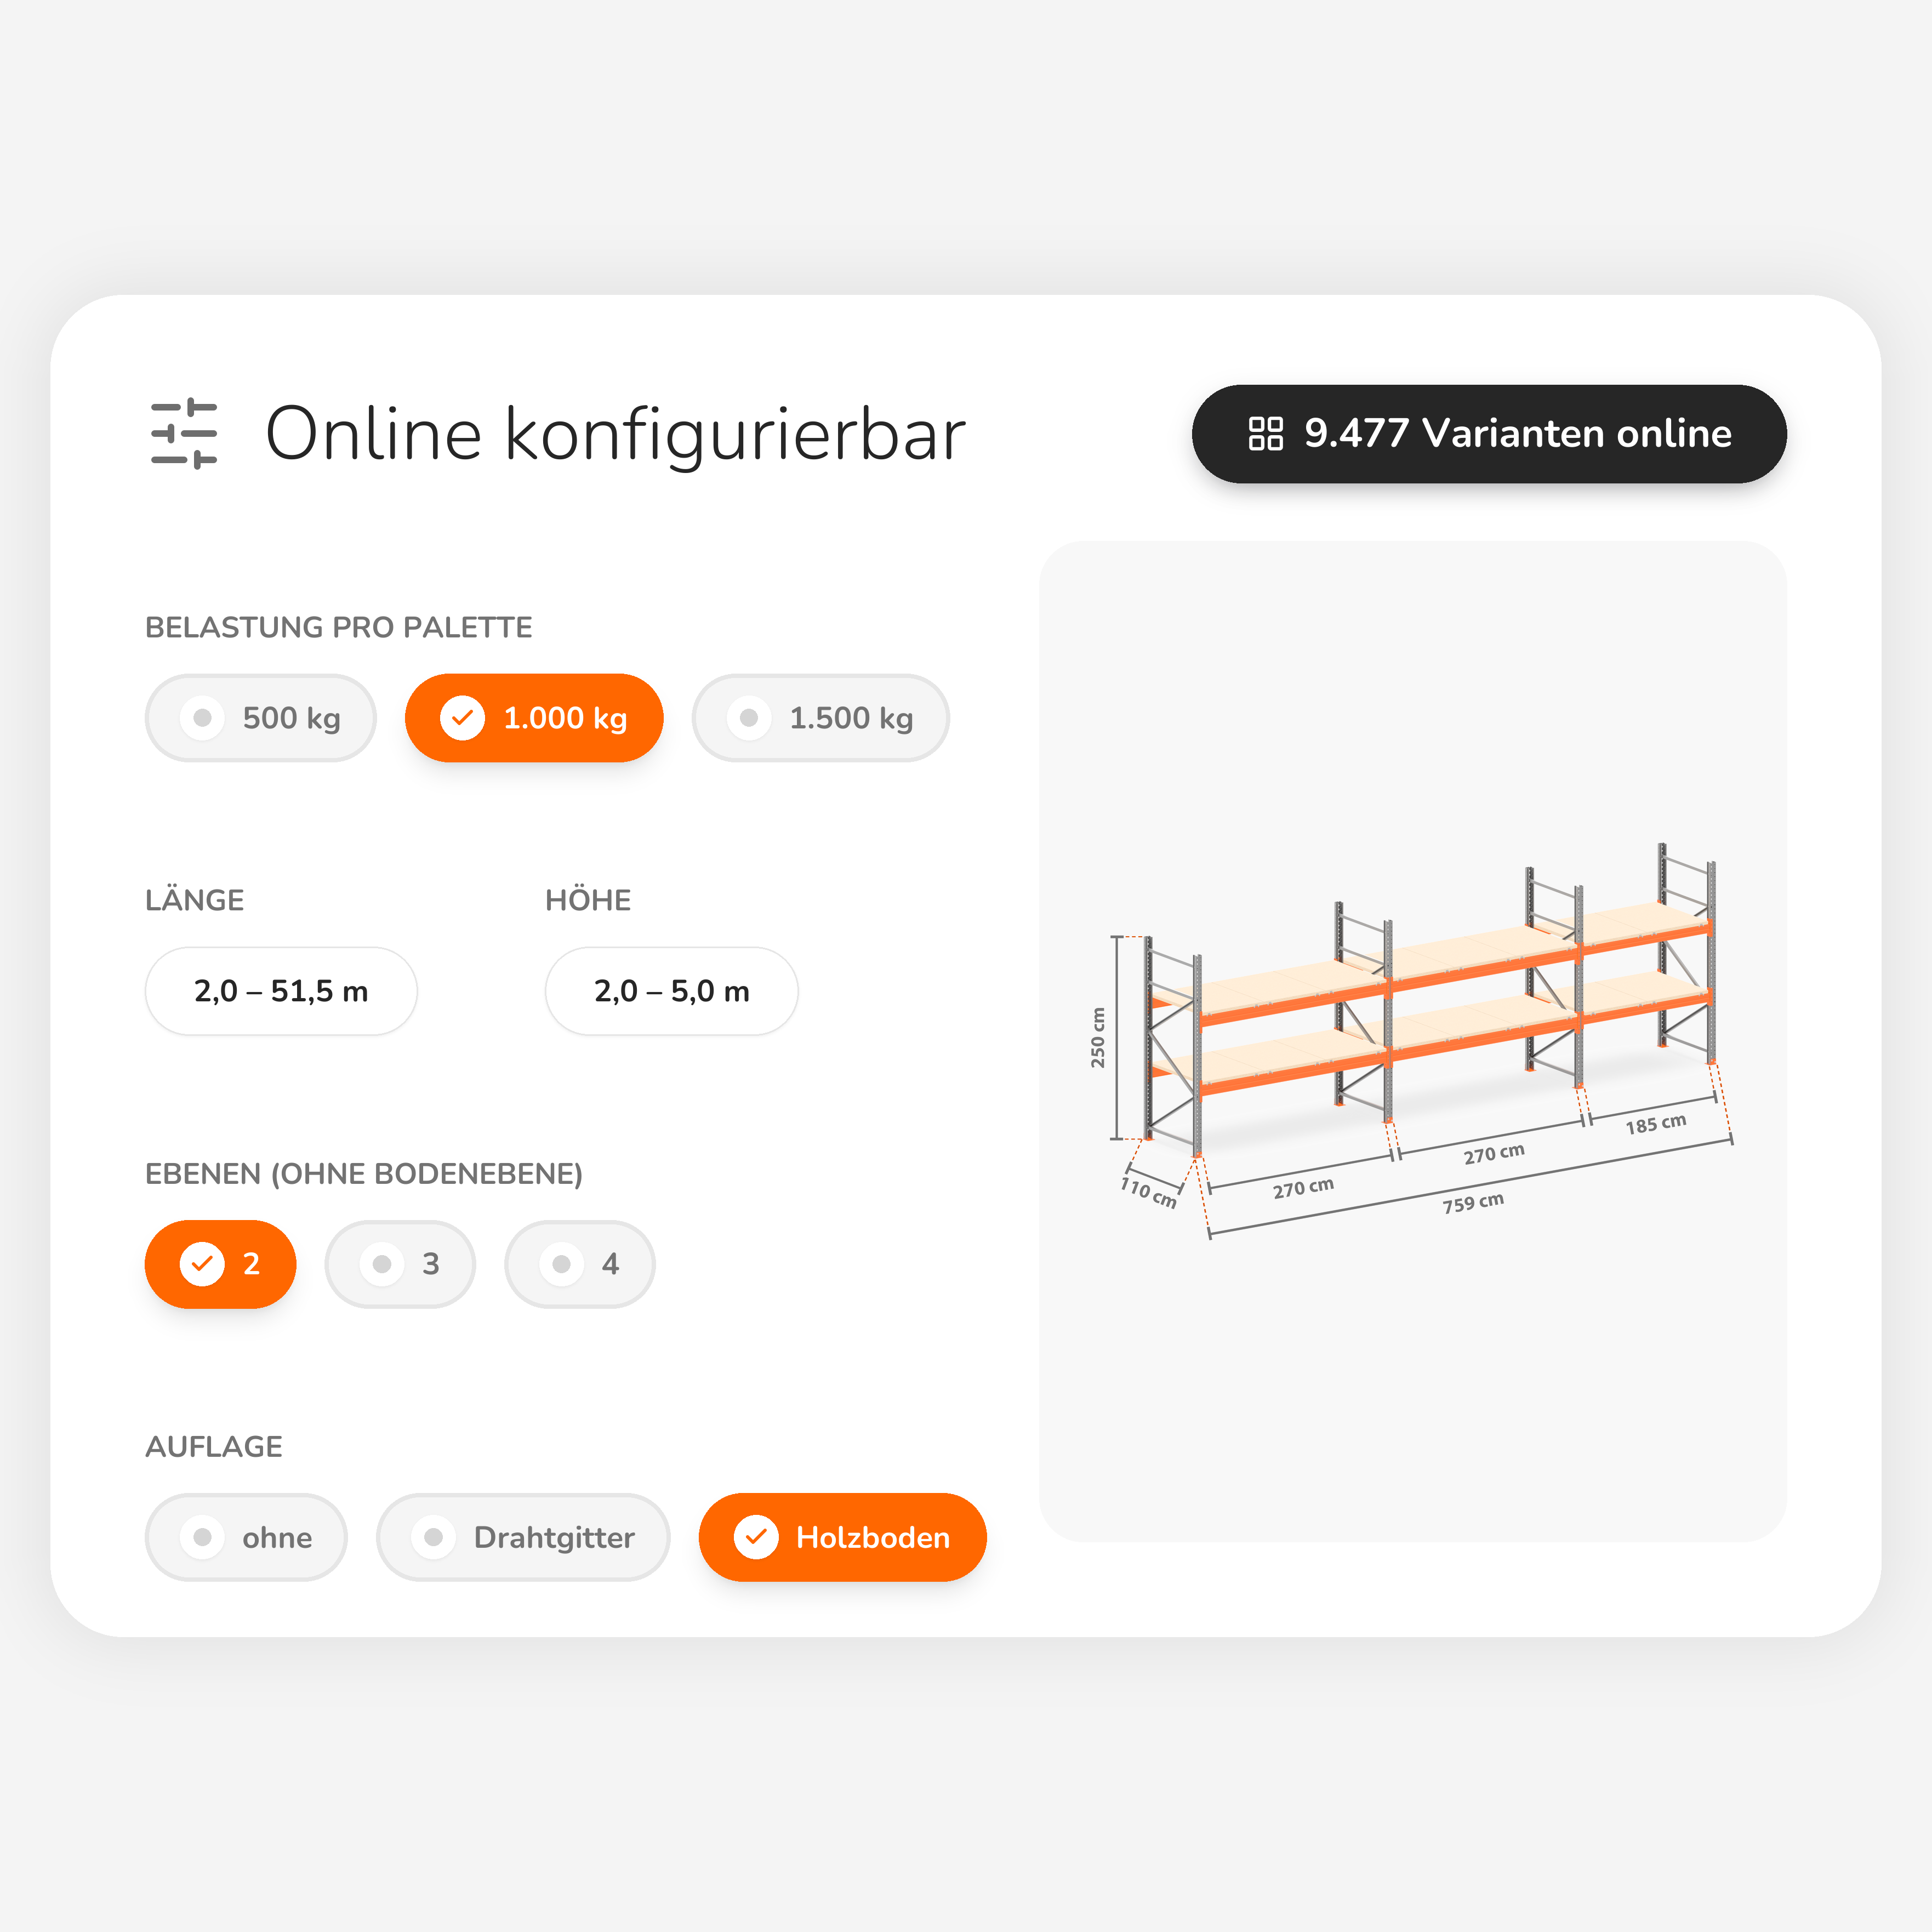 Online konfigurierbar
9.477 Varianten online
BELASTUNG PRO PALETTE
500 kg
1.000 kg
1.500 kg
LÄNGE
HÖHE
2,0 – 51,5 m
2,0 – 5,0 m
EBENEN (OHNE BODENEBENE)
2
3
4
AUFLAGE
ohne
Drahtgitter
Holzboden
250 cm
110 cm
270 cm
270 cm
185 cm
759 cm